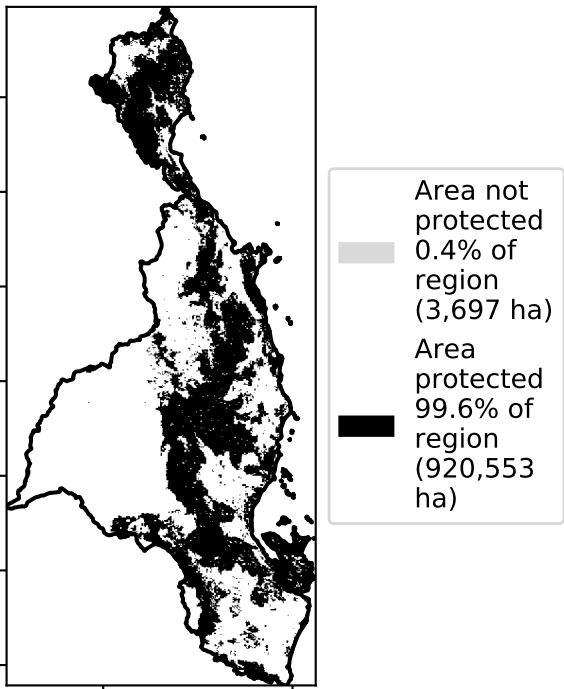 Area not
protected
0.4% of
region
(3,697 ha)
Area
protected
99.6% of
region
(920,553
ha)